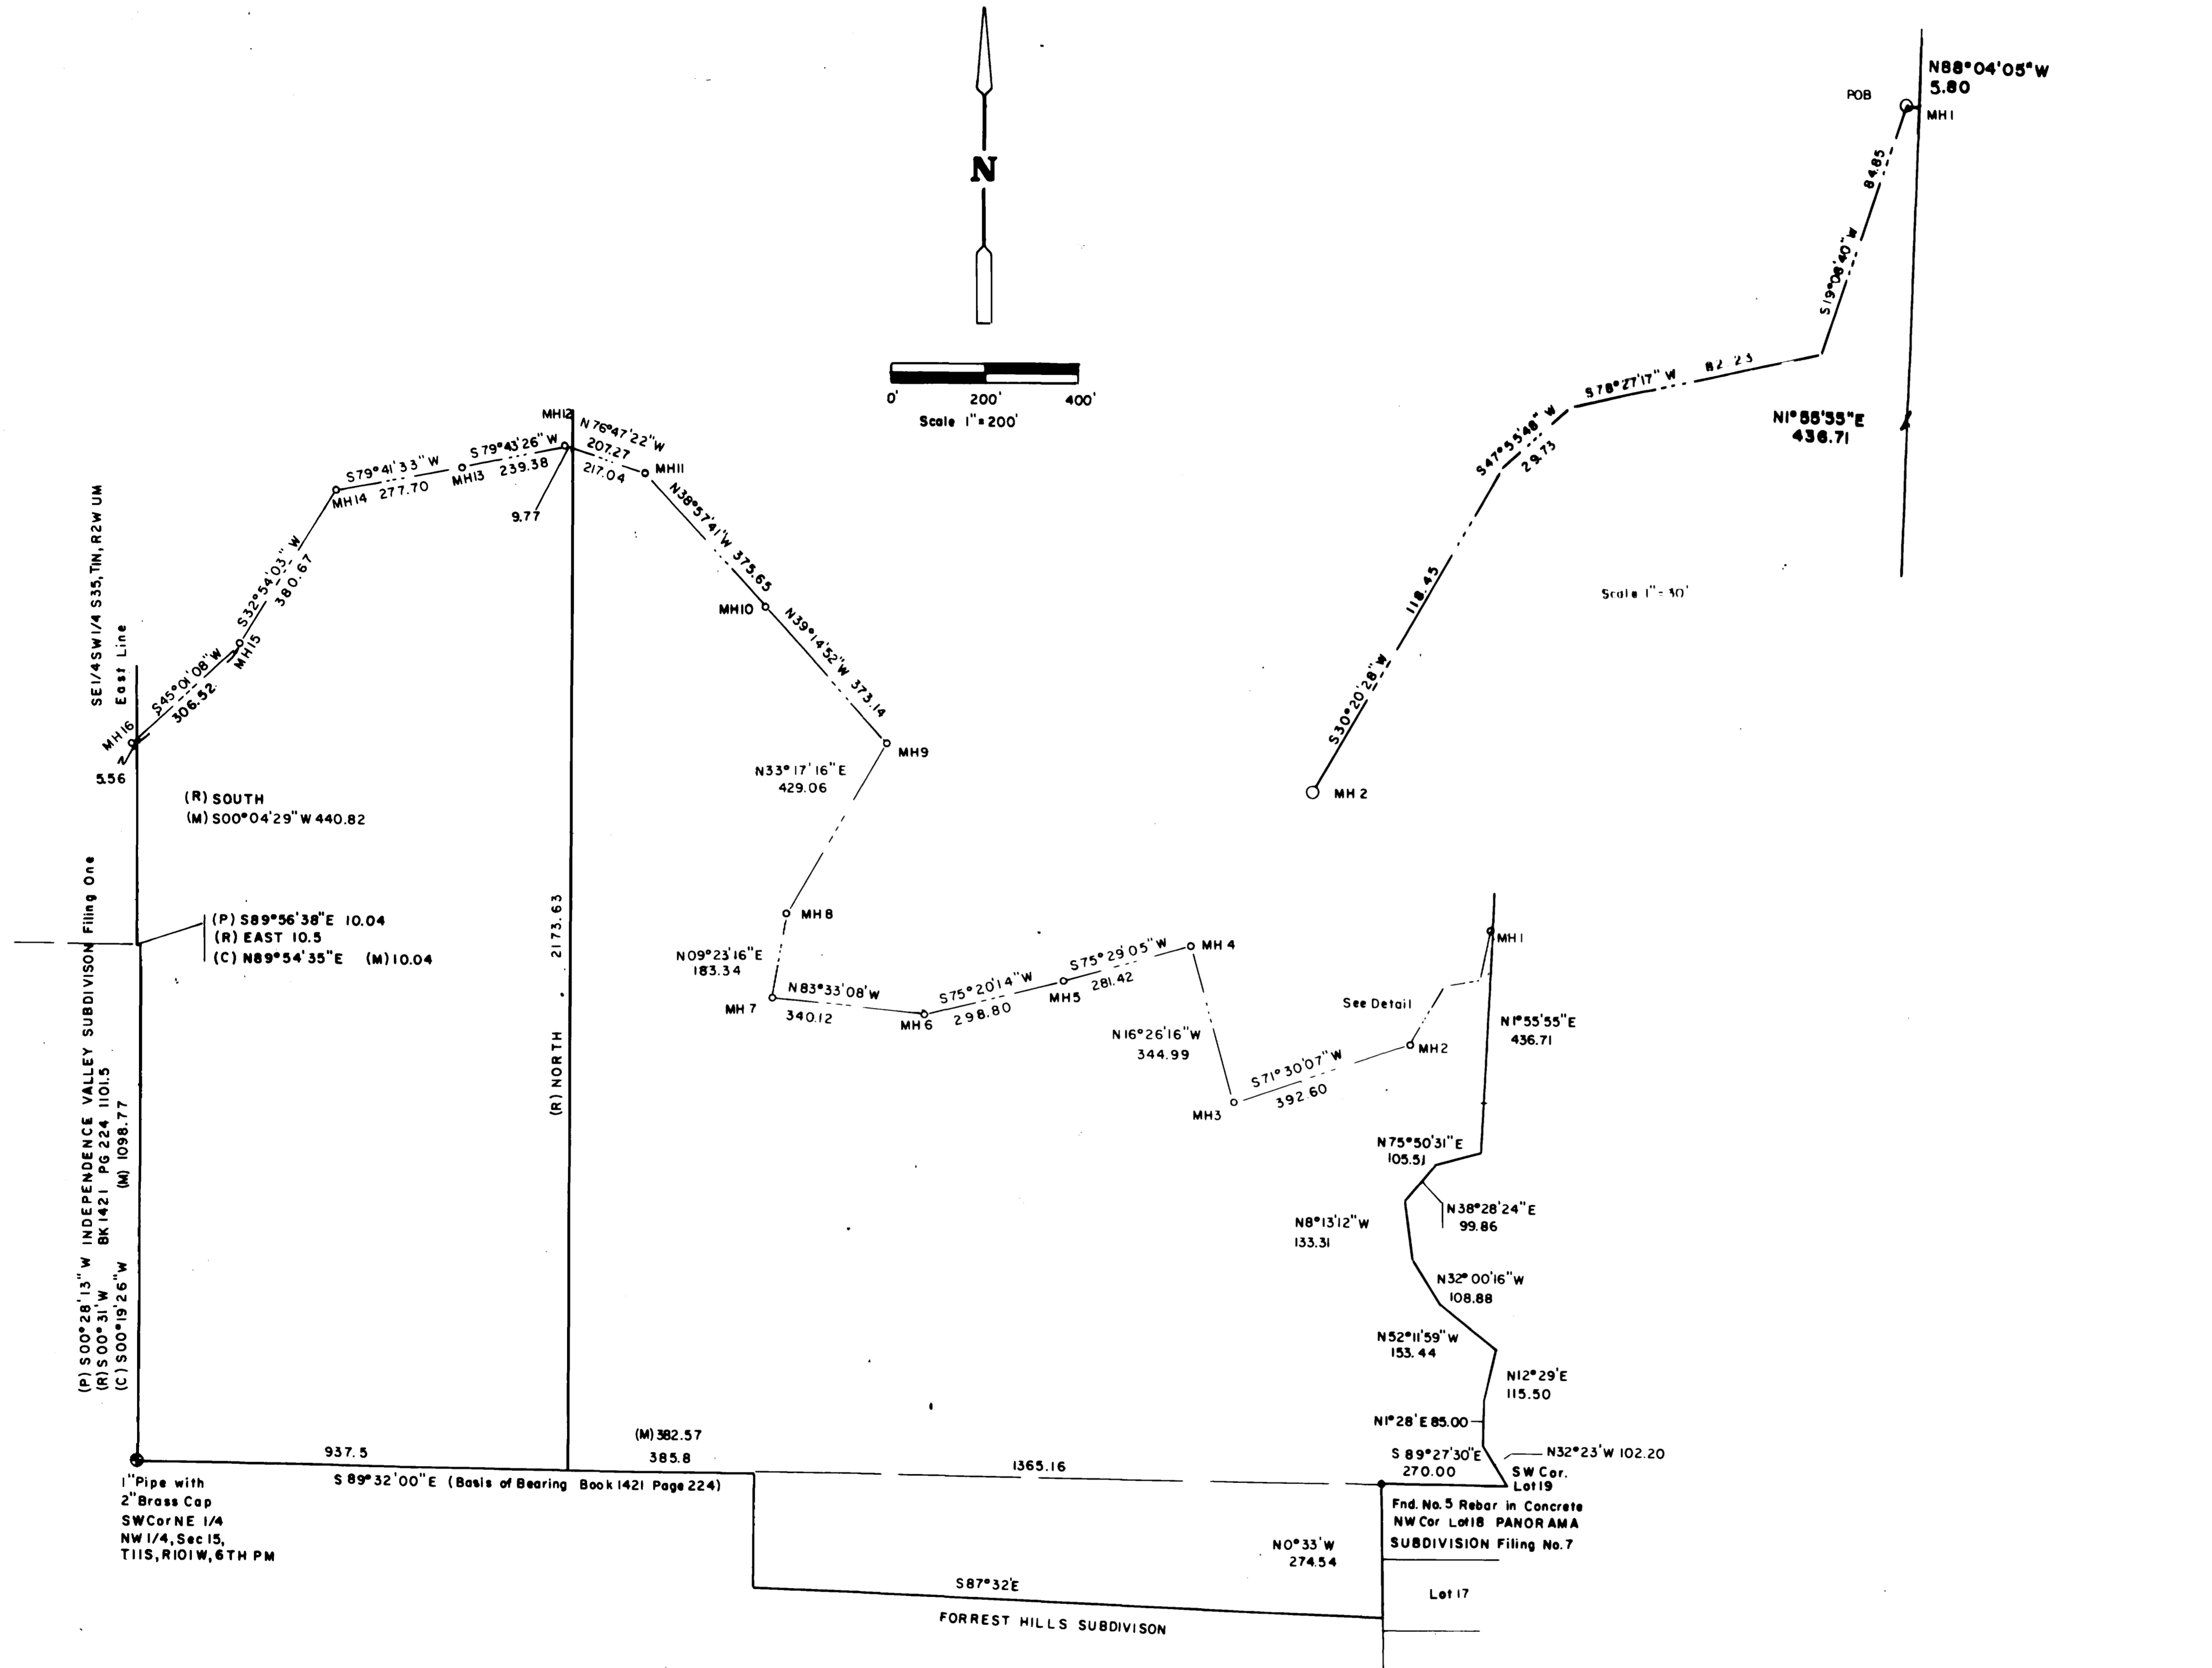 N
0' 200' 400'
Scale 1"=200'
N88°04'05"W
5.80
POB
MH1
84.85
S19°08'40"W
82.23
S78°27'17" W
S47°55'48" W
29.73
N1°55'55"E
436.71
118.45
S30°20'28"W
MH 2
Scale 1"=30'
MH12
N76°47'22"W
207.27
217.04
MH11
S79°43'26" W
239.38
MH13
S79°41'33" W
277.70
MH14
9.77
S32°54'03" W
380.67
MH15
S45°01'08"W
306.52
MH16
5.56
SE1/4 SW1/4 S35, T1N, R2W UM
East Line
N38°57'41"W 375.65
MH10
N39°14'52"W 373.14
MH9
N33°17'16"E
429.06
MH8
N09°23'16"E
183.34
MH 7
N83°33'08"W
340.12
MH6
S75°20'14"W
298.80
MH5
S75°29'05"W
281.42
MH 4
N16°26'16"W
344.99
MH3
S71°30'07"W
392.60
MH2
See Detail
MH1
N1°55'55"E
436.71
(R) SOUTH
(M) S00°04'29"W 440.82
(P) S89°56'38"E 10.04
(R) EAST 10.5
(C) N89°54'35"E (M) 10.04
(P) S00°28'13" W INDEPENDENCE VALLEY SUBDIVISON Filing One
(R) S00°31'W BK 1421 PG 224 1101.5
(C) S00°19'26"W (M) 1098.77
(R) NORTH 2173.63
N75°50'31"E
105.51
N38°28'24"E
99.86
N8°13'12"W
133.31
N32°00'16"W
108.88
N52°11'59"W
153.44
N12°29'E
115.50
N1°28'E 85.00
S 89°27'30"E
270.00
N32°23'W 102.20
SW Cor.
Lot19
937.5
(M) 382.57
385.8
1365.16
S 89°32'00"E (Basis of Bearing Book 1421 Page 224)
1"Pipe with
2"Brass Cap
SW Cor NE 1/4
NW 1/4, Sec 15,
T11S, R101W, 6TH PM
Fnd. No. 5 Rebar in Concrete
NW Cor Lot18 PANORAMA
SUBDIVISION Filing No.7
N0°33'W
274.54
Lot 17
S87°32'E
FORREST HILLS SUBDIVISON